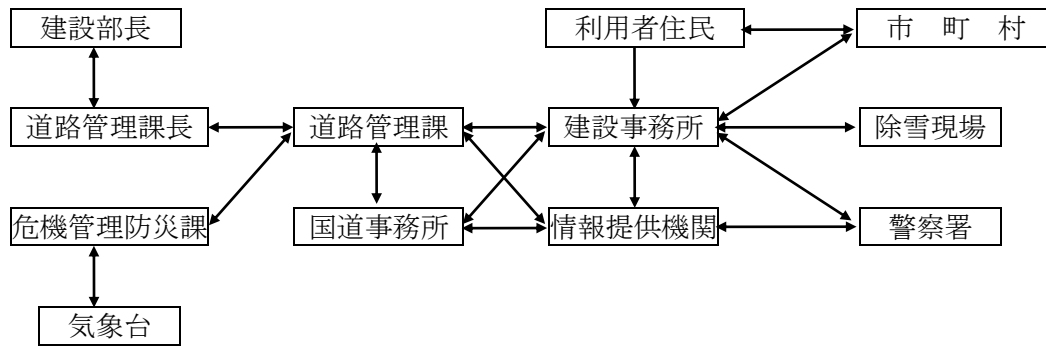 建設部長
利用者住民
市　町　村
道路管理課長
道路管理課
建設事務所
除雪現場
危機管理防災課
国道事務所
情報提供機関
警察署
気象台